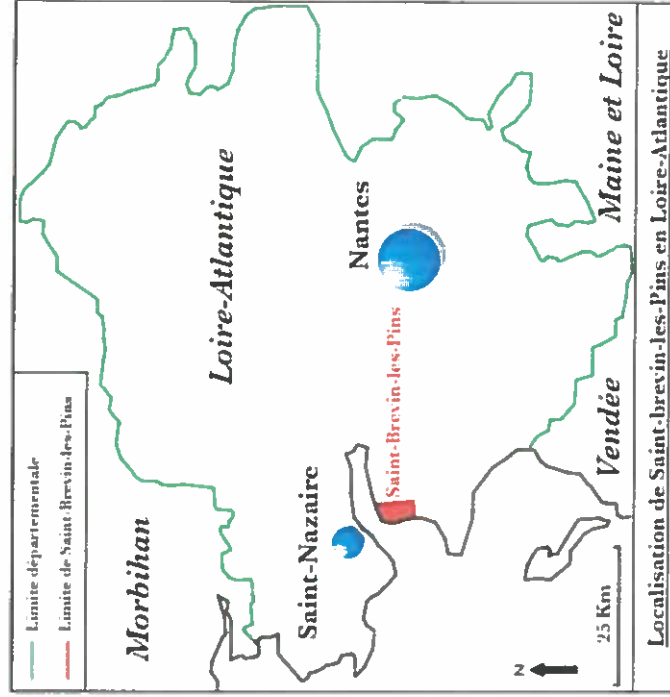 Limite départementale
Limite de Saint-Brevin-les-Pins
Morbihan
Loire-Atlantique
Saint-Nazaire
Nantes
Saint-Brevin-les-Pins
Vendée
Maine et Loire
N
25 Km
Localisation de Saint-brevin-les-Pins en Loire-Atlantique